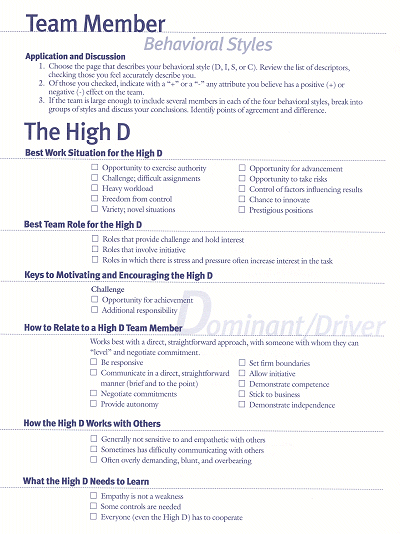 Team Member
Behavioral Styles
Application and Discussion
1. Choose the page that describes your behavioral style (D, I, S, or C). Review the list of descriptors,
checking those you feel accurately describe you.
2. Of those you checked, indicate with a "+" or a "-" any attribute you believe has a positive (+) or
negative (-) effect on the team.
3. If the team is large enough to include several members in each of the four behavioral styles, break into
groups of styles and discuss your conclusions. Identify points of agreement and difference.
The High D
Best Work Situation for the High D
Opportunity to exercise authority
Challenge; difficult assignments
Heavy workload
Freedom from control
Variety; novel situations
Opportunity for advancement
Opportunity to take risks
Control of factors influencing results
Chance to innovate
Prestigious positions
Best Team Role for the High D
Roles that provide challenge and hold interest
Roles that involve initiative
Roles in which there is stress and pressure often increase interest in the task
Keys to Motivating and Encouraging the High D
Challenge
Opportunity for achievement
Additional responsibility
Dominant/Driver
How to Relate to a High D Team Member
Works best with a direct, straightforward approach, with someone with whom they can
"level" and negotiate commitment.
Be responsive
Communicate in a direct, straightforward
manner (brief and to the point)
Negotiate commitments
Provide autonomy
Set firm boundaries
Allow initiative
Demonstrate competence
Stick to business
Demonstrate independence
How the High D Works with Others
Generally not sensitive to and empathetic with others
Sometimes has difficulty communicating with others
Often overly demanding, blunt, and overbearing
What the High D Needs to Learn
Empathy is not a weakness
Some controls are needed
Everyone (even the High D) has to cooperate